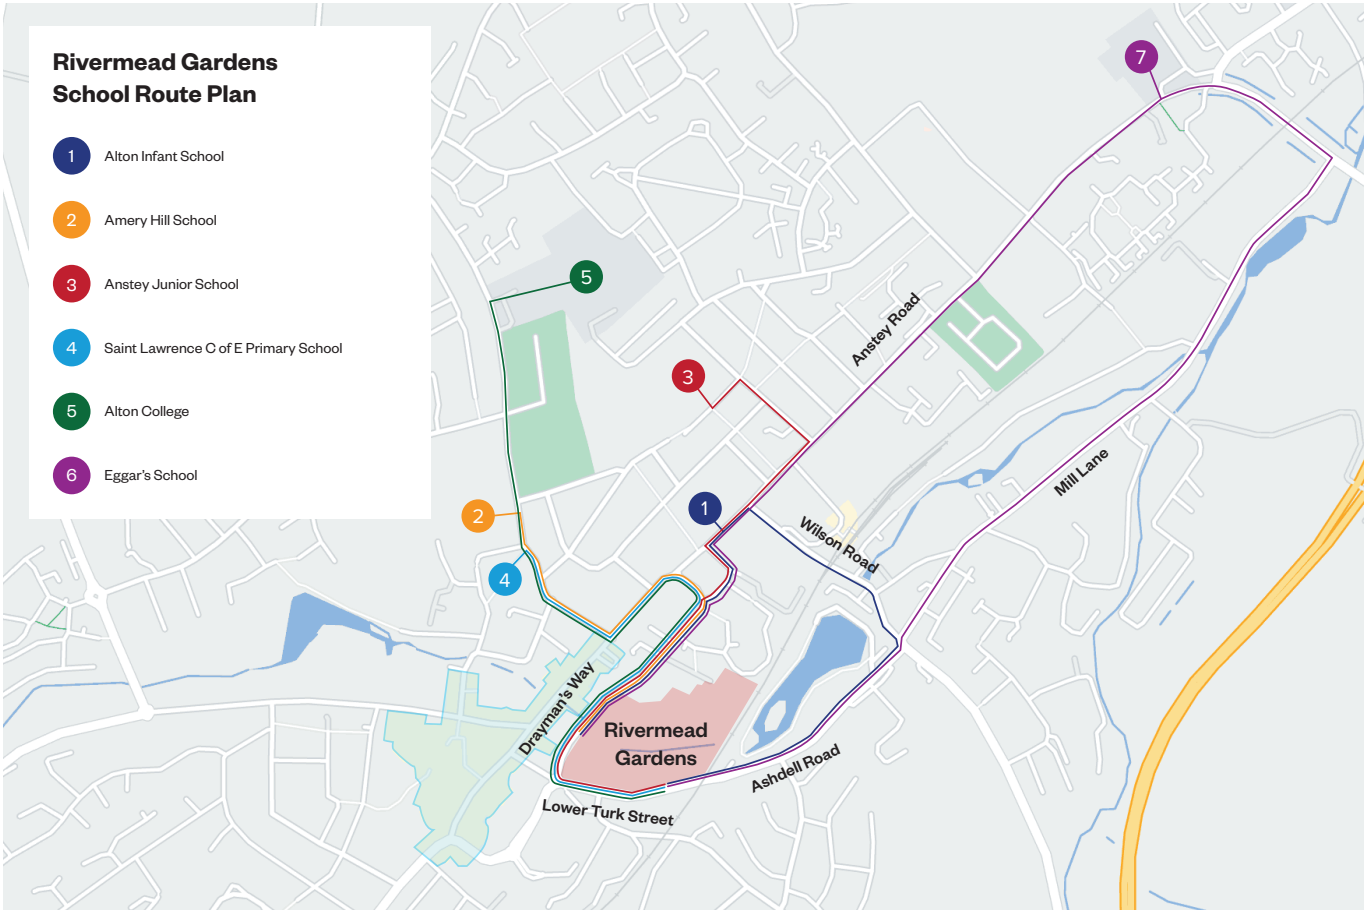 Rivermead Gardens
School Route Plan
1 Alton Infant School
2 Amery Hill School
3 Anstey Junior School
4 Saint Lawrence C of E Primary School
5 Alton College
6 Eggar's School
7
5
Anstey Road
3
Mill Lane
1
2
Wilson Road
4
Drayman's Way
Rivermead
Gardens
Ashdell Road
Lower Turk Street